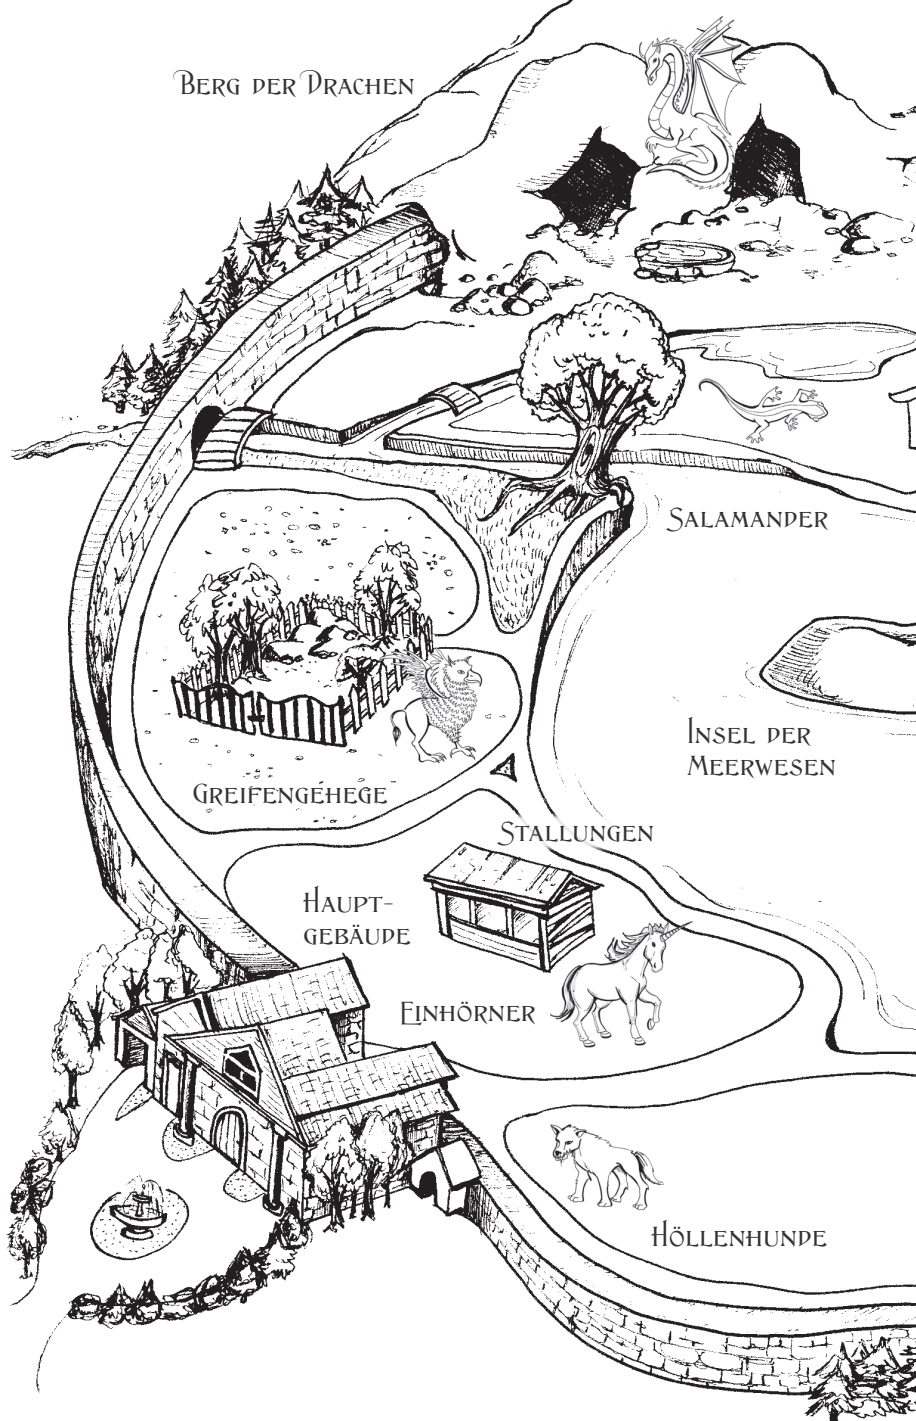 Berg der Drachen
Salamander
Insel der
Meerwesen
Greifengehege
Stallungen
Haupt-
gebäude
Einhörner
Höllenhunde